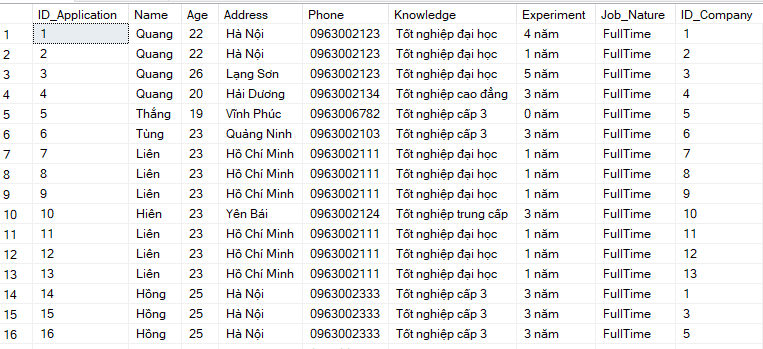 ID_Application Name Age Address Phone Knowledge Experiment Job_Nature ID_Company
1 1 Quang 22 Hà Nội 0963002123 Tốt nghiệp đại học 4 năm FullTime 1
2 2 Quang 22 Hà Nội 0963002123 Tốt nghiệp đại học 1 năm FullTime 2
3 3 Quang 26 Lạng Sơn 0963002123 Tốt nghiệp đại học 5 năm FullTime 3
4 4 Quang 20 Hải Dương 0963002134 Tốt nghiệp cao đẳng 3 năm FullTime 4
5 5 Thắng 19 Vĩnh Phúc 0963006782 Tốt nghiệp cấp 3 0 năm FullTime 5
6 6 Tùng 23 Quảng Ninh 0963002103 Tốt nghiệp cấp 3 3 năm FullTime 6
7 7 Liên 23 Hồ Chí Minh 0963002111 Tốt nghiệp đại học 1 năm FullTime 7
8 8 Liên 23 Hồ Chí Minh 0963002111 Tốt nghiệp đại học 1 năm FullTime 8
9 9 Liên 23 Hồ Chí Minh 0963002111 Tốt nghiệp đại học 1 năm FullTime 9
10 10 Hiên 23 Yên Bái 0963002124 Tốt nghiệp trung cấp 3 năm FullTime 10
11 11 Liên 23 Hồ Chí Minh 0963002111 Tốt nghiệp đại học 1 năm FullTime 11
12 12 Liên 23 Hồ Chí Minh 0963002111 Tốt nghiệp đại học 1 năm FullTime 12
13 13 Liên 23 Hồ Chí Minh 0963002111 Tốt nghiệp đại học 1 năm FullTime 13
14 14 Hồng 25 Hà Nội 0963002333 Tốt nghiệp cấp 3 3 năm FullTime 1
15 15 Hồng 25 Hà Nội 0963002333 Tốt nghiệp cấp 3 3 năm FullTime 3
16 16 Hồng 25 Hà Nội 0963002333 Tốt nghiệp cấp 3 3 năm FullTime 5